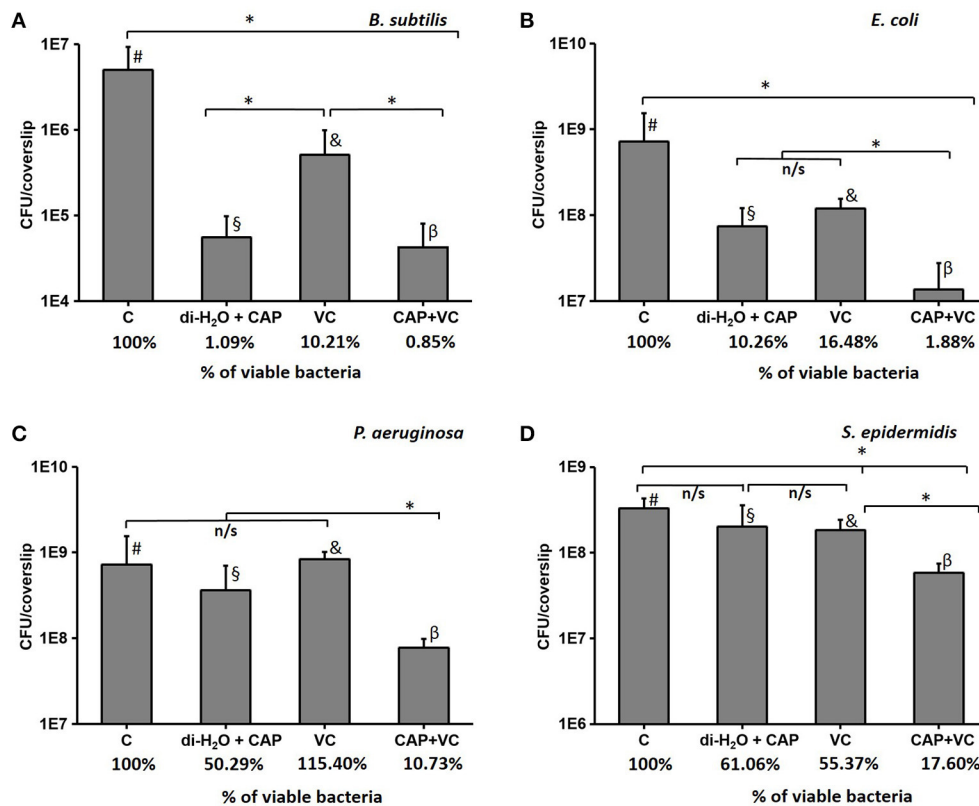 A
B. subtilis
*
1E7
#
*
*
1E6
&
CFU/coverslip
1E5
§
β
1E4
C di-H₂O + CAP VC CAP+VC
100% 1.09% 10.21% 0.85%
% of viable bacteria
B
E. coli
1E10
*
1E9
#
*
n/s
CFU/coverslip
1E8
§
&
β
1E7
C di-H₂O + CAP VC CAP+VC
100% 10.26% 16.48% 1.88%
% of viable bacteria
C
P. aeruginosa
1E10
*
n/s
1E9
#
§
&
CFU/coverslip
1E8
β
1E7
C di-H₂O + CAP VC CAP+VC
100% 50.29% 115.40% 10.73%
% of viable bacteria
D
S. epidermidis
*
1E9
n/s
n/s
*
#
§
&
CFU/coverslip
1E8
β
1E7
1E6
C di-H₂O + CAP VC CAP+VC
100% 61.06% 55.37% 17.60%
% of viable bacteria